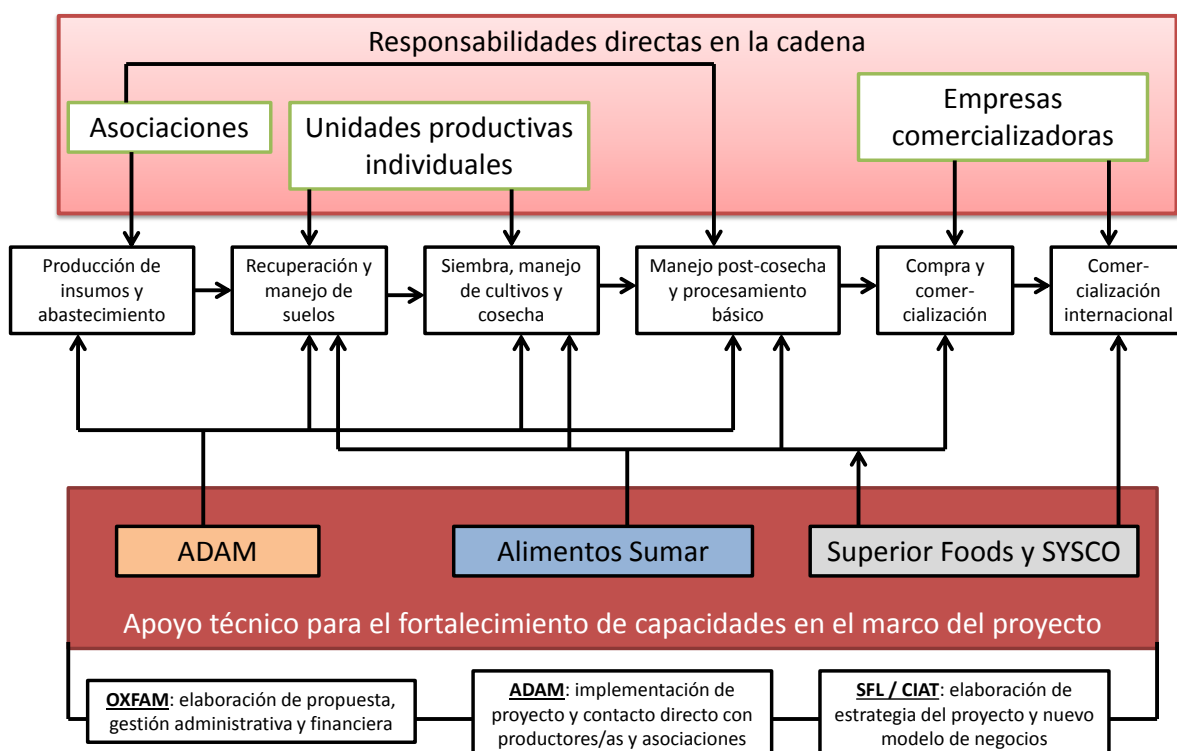 Responsabilidades directas en la cadena
Asociaciones
Unidades productivas
individuales
Empresas
comercializadoras
Producción de
insumos y
abastecimiento
Recuperación y
manejo de
suelos
Siembra, manejo
de cultivos y
cosecha
Manejo post-cosecha
y procesamiento
básico
Compra y
comer-
cialización
Comer-
cialización
internacional
ADAM
Alimentos Sumar
Superior Foods y SYSCO
Apoyo técnico para el fortalecimiento de capacidades en el marco del proyecto
OXFAM: elaboración de propuesta,
gestión administrativa y financiera
ADAM: implementación de
proyecto y contacto directo con
productores/as y asociaciones
SFL / CIAT: elaboración de
estrategia del proyecto y nuevo
modelo de negocios